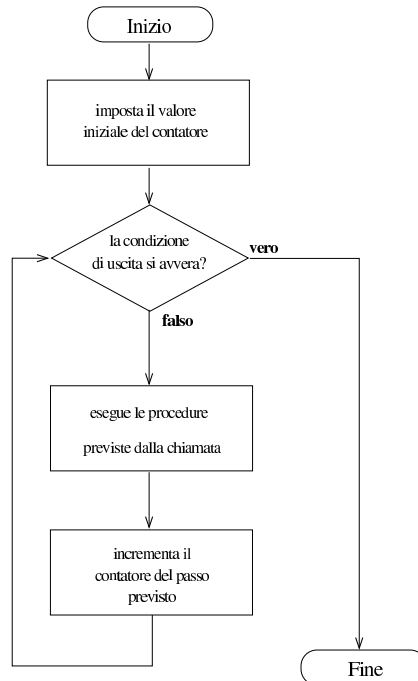 Inizio
imposta il valore
iniziale del contatore
la condizione
di uscita si avvera?
vero
falso
esegue le procedure
previste dalla chiamata
incrementa il
contatore del passo
previsto
Fine